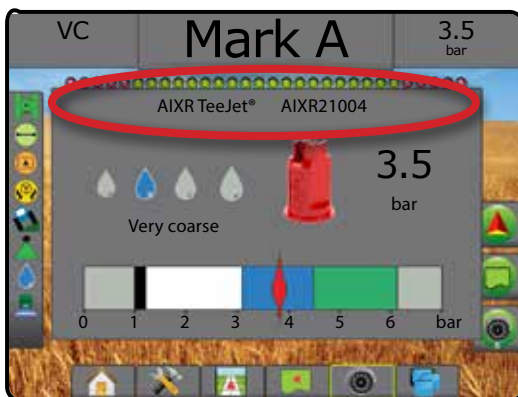 VC Mark A 3.5
bar
AIXR TeeJet® AIXR21004
3.5
bar
Very coarse
0 1 2 3 4 5 6 bar